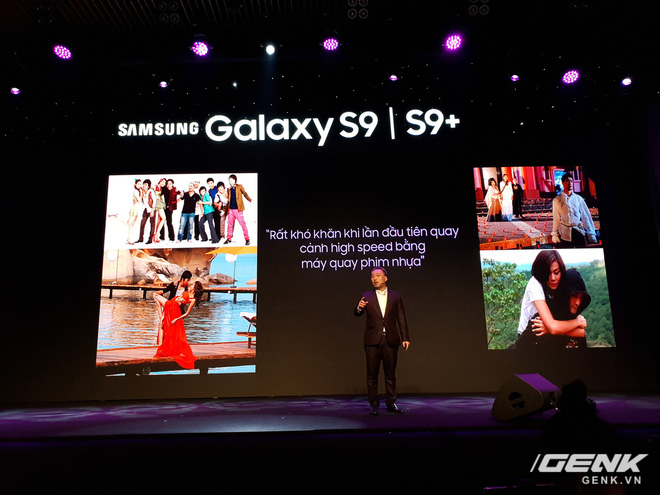 SAMSUNG Galaxy S9 | S9+
"Rất khó khăn khi lần đầu tiên quay
cảnh high speed bằng
máy quay phim nhựa"
GENK
GENK.VN